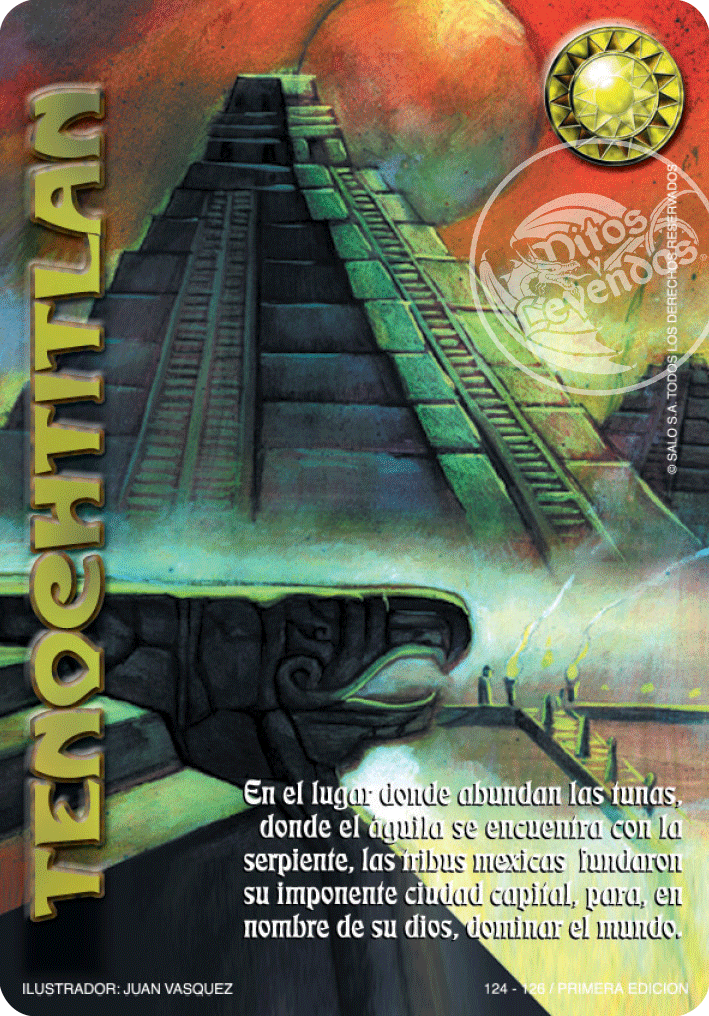 TENOCHTITLAN
Mitos
y
Leyendas
© SALO S.A. TODOS LOS DERECHOS RESERVADOS
En el lugar donde abundan las tunas,
donde el águila se encuentra con la
serpiente, las tribus mexicas fundaron
su imponente ciudad capital, para, en
nombre de su dios, dominar el mundo.
ILUSTRADOR: JUAN VASQUEZ
124 - 126 / PRIMERA EDICION